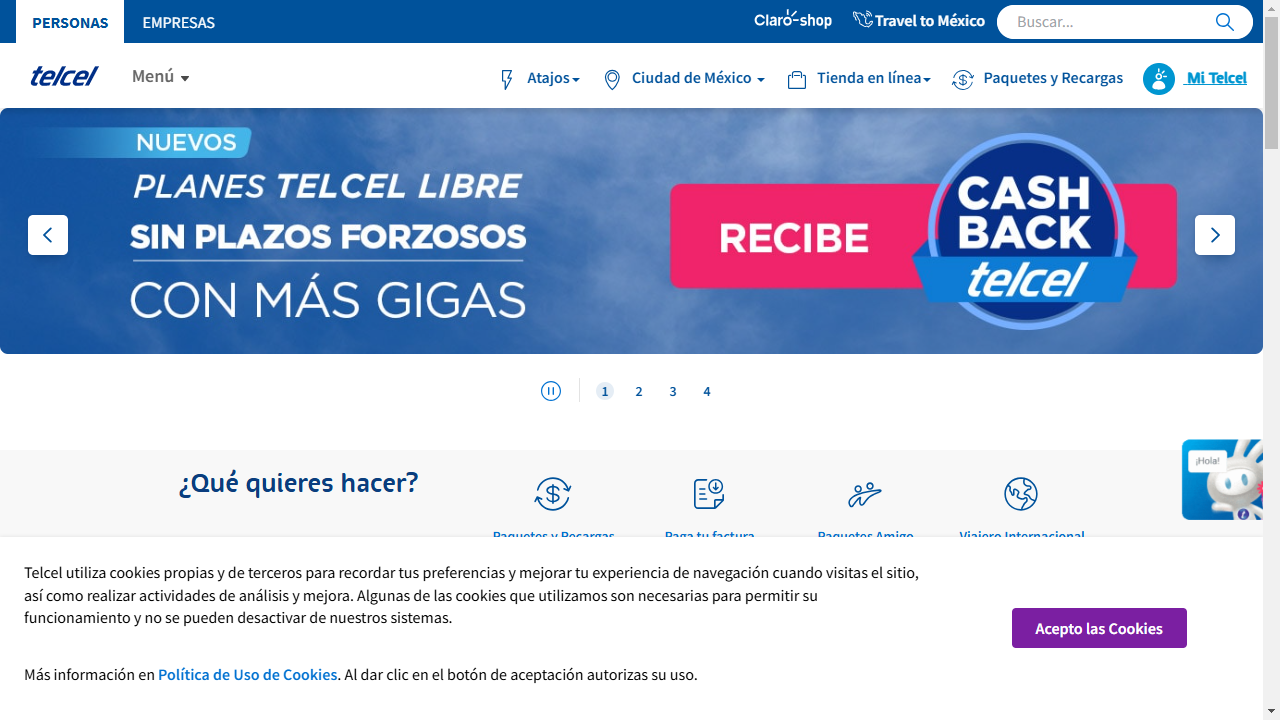 PERSONAS
EMPRESAS
Claro-shop
Travel to México
Buscar...
telcel
Menú
Atajos
Ciudad de México
Tienda en línea
Paquetes y Recargas
Mi Telcel
NUEVOS
PLANES TELCEL LIBRE
SIN PLAZOS FORZOSOS
CON MÁS GIGAS
RECIBE
CASH
BACK
telcel
1 2 3 4
¿Qué quieres hacer?
¡Hola!
Paquetes y Recargas
Paga tu factura
Paquetes Amigo
Viajero Internacional
Telcel utiliza cookies propias y de terceros para recordar tus preferencias y mejorar tu experiencia de navegación cuando visitas el sitio,
así como realizar actividades de análisis y mejora. Algunas de las cookies que utilizamos son necesarias para permitir su
funcionamiento y no se pueden desactivar de nuestros sistemas.
Acepto las Cookies
Más información en Política de Uso de Cookies. Al dar clic en el botón de aceptación autorizas su uso.